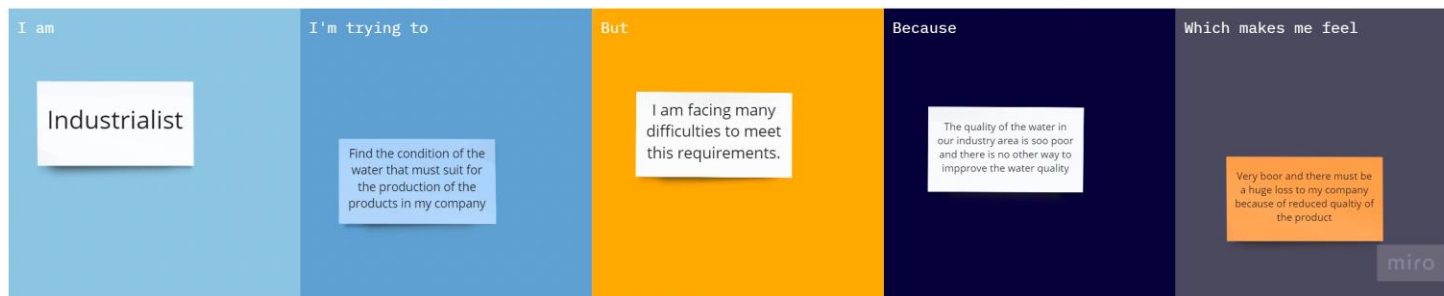 I am
Industrialist
I'm trying to
Find the condition of the
water that must suit for
the production of the
products in my company
But
I am facing many
difficulties to meet
this requirements.
Because
The quality of the water in
our industry area is soo poor
and there is no other way to
impprove the water quality
Which makes me feel
Very boor and there must be
a huge loss to my company
because of reduced qualtiy of
the product
miro